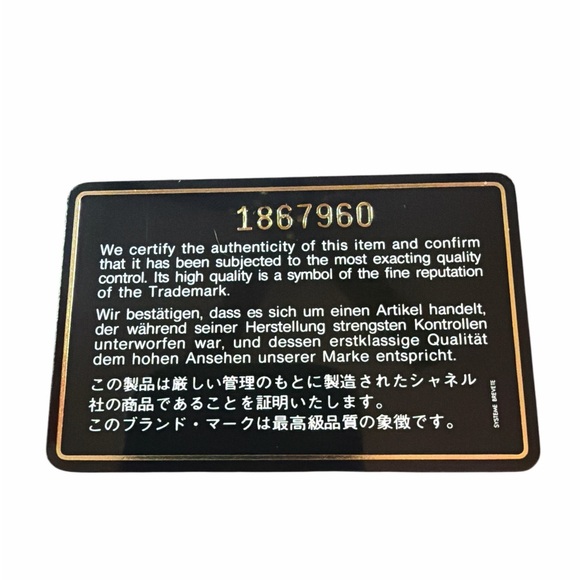 1867960
We certify the authenticity of this item and confirm
that it has been subjected to the most exacting quality
control. Its high quality is a symbol of the fine reputation
of the Trademark.
Wir bestätigen, dass es sich um einen Artikel handelt,
der während seiner Herstellung strengsten Kontrollen
unterworfen war, und dessen erstklassige Qualität
dem hohen Ansehen unserer Marke entspricht.
この製品は厳しい管理のもとに製造されたシャネル
社の商品であることを証明いたします。
このブランド・マークは最高級品質の象徴です。
SYSTEME BREVETE